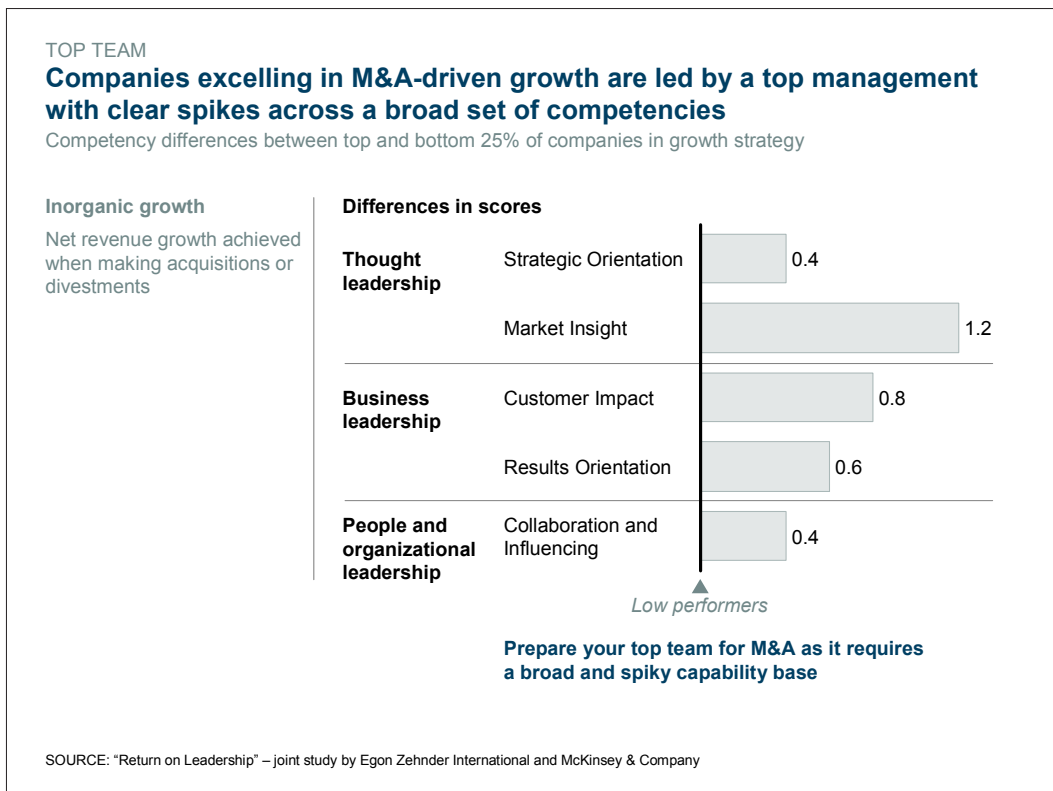 TOP TEAM
Companies excelling in M&A-driven growth are led by a top management
with clear spikes across a broad set of competencies
Competency differences between top and bottom 25% of companies in growth strategy
Inorganic growth
Net revenue growth achieved
when making acquisitions or
divestments
Differences in scores
Thought
leadership
Strategic Orientation
0.4
Market Insight
1.2
Business
leadership
Customer Impact
0.8
Results Orientation
0.6
People and
organizational
leadership
Collaboration and
Influencing
0.4
Low performers
Prepare your top team for M&A as it requires
a broad and spiky capability base
SOURCE: “Return on Leadership” – joint study by Egon Zehnder International and McKinsey & Company